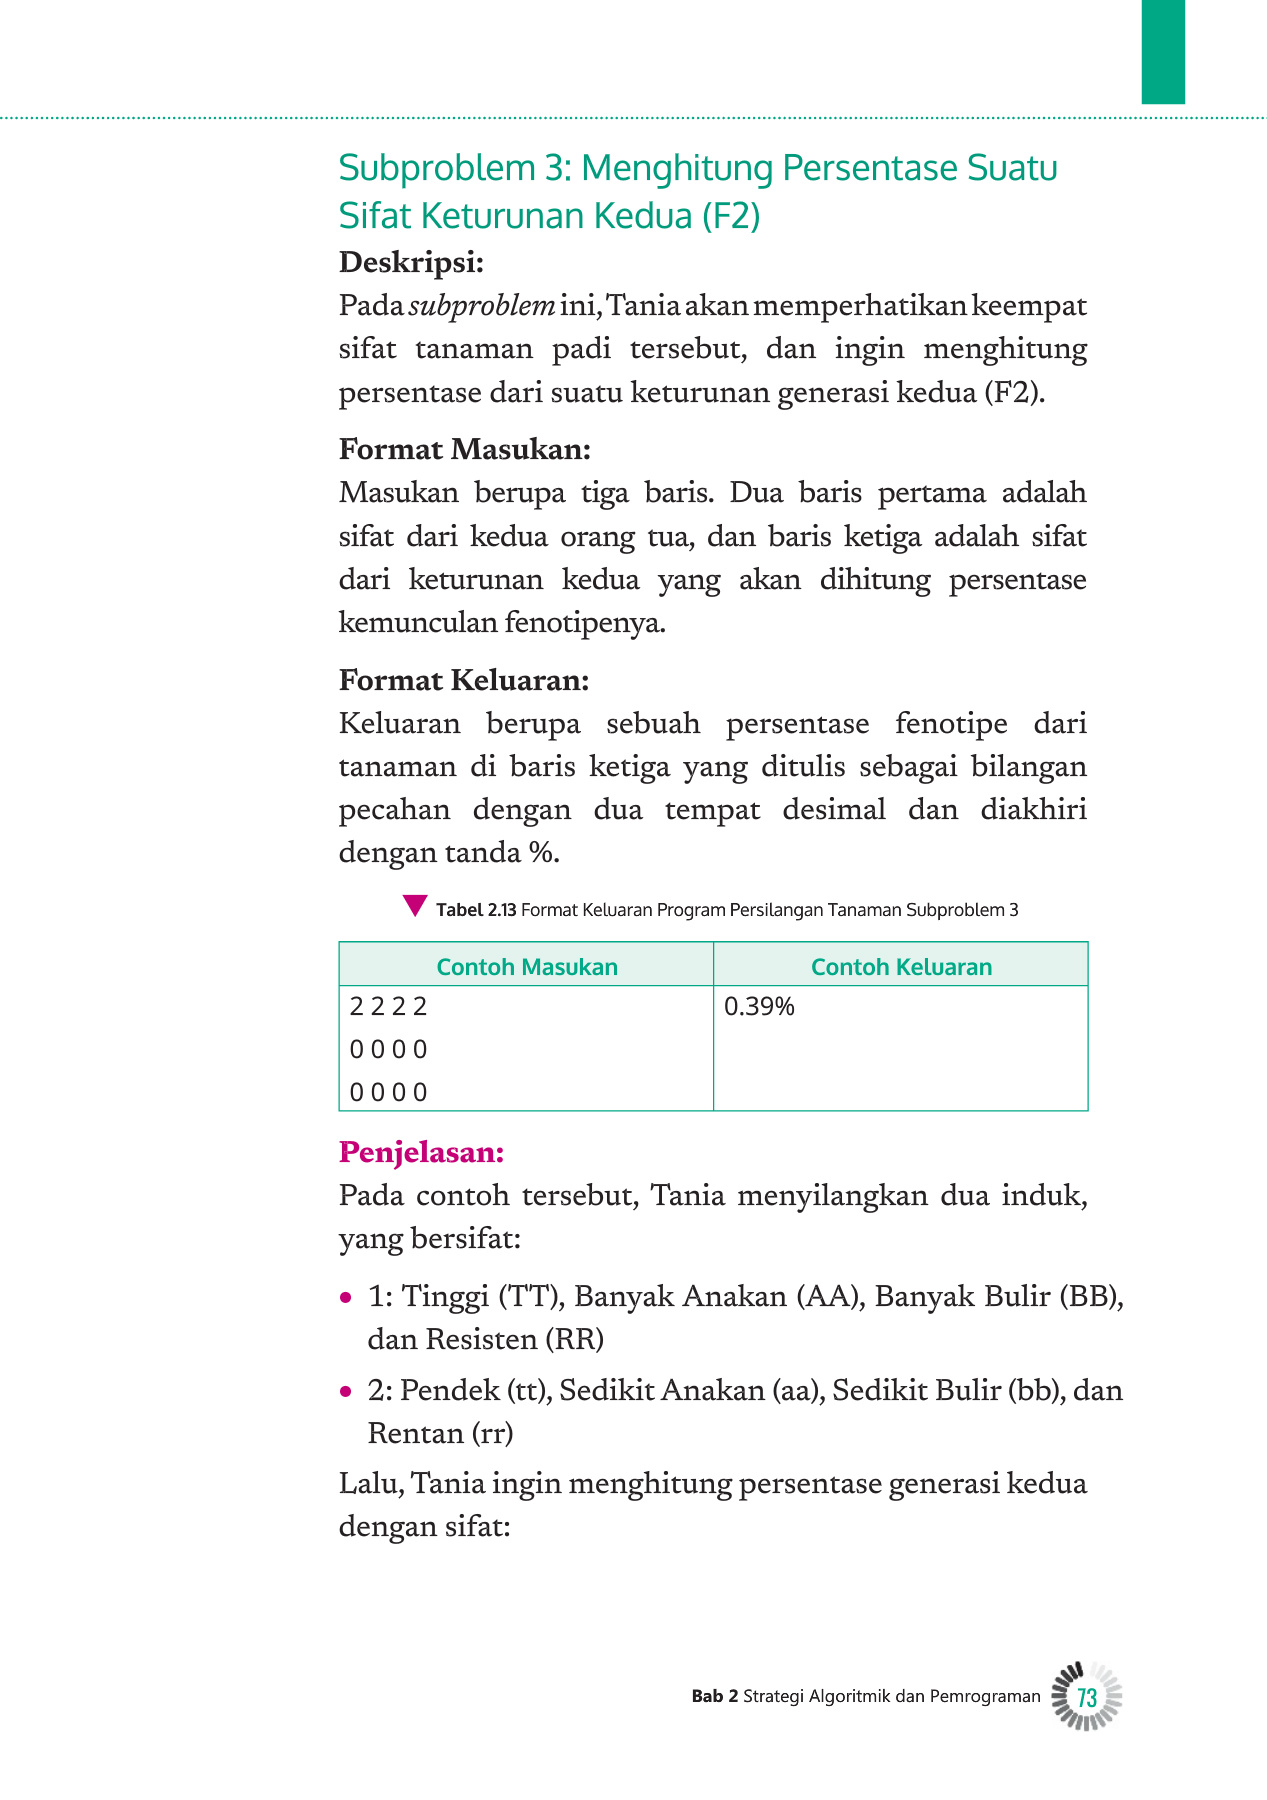 Subproblem 3: Menghitung Persentase Suatu
Sifat Keturunan Kedua (F2)
Deskripsi:
Pada subproblem ini, Tania akan memperhatikan keempat
sifat tanaman padi tersebut, dan ingin menghitung
persentase dari suatu keturunan generasi kedua (F2).
Format Masukan:
Masukan berupa tiga baris. Dua baris pertama adalah
sifat dari kedua orang tua, dan baris ketiga adalah sifat
dari keturunan kedua yang akan dihitung persentase
kemunculan fenotipenya.
Format Keluaran:
Keluaran berupa sebuah persentase fenotipe dari
tanaman di baris ketiga yang ditulis sebagai bilangan
pecahan dengan dua tempat desimal dan diakhiri
dengan tanda %.
Tabel 2.13 Format Keluaran Program Persilangan Tanaman Subproblem 3
Contoh Masukan
Contoh Keluaran
2 2 2 2
0 0 0 0
0 0 0 0
0.39%
Penjelasan:
Pada contoh tersebut, Tania menyilangkan dua induk,
yang bersifat:
• 1: Tinggi (TT), Banyak Anakan (AA), Banyak Bulir (BB),
dan Resisten (RR)
• 2: Pendek (tt), Sedikit Anakan (aa), Sedikit Bulir (bb), dan
Rentan (rr)
Lalu, Tania ingin menghitung persentase generasi kedua
dengan sifat:
Bab 2 Strategi Algoritmik dan Pemrograman 73